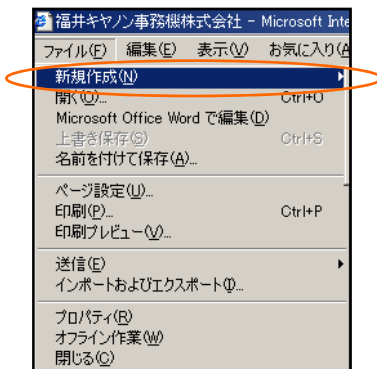 福井キヤノン事務機株式会社 - Microsoft Inte
ファイル(F) 編集(E) 表示(V) お気に入り(A
新規作成(N)
開く(O)... Ctrl+O
Microsoft Office Word で編集(D)
上書き保存(S) Ctrl+S
名前を付けて保存(A)...
ページ設定(U)...
印刷(P)... Ctrl+P
印刷プレビュー(V)...
送信(E)
インポートおよびエクスポート(I)...
プロパティ(R)
オフライン作業(W)
閉じる(C)